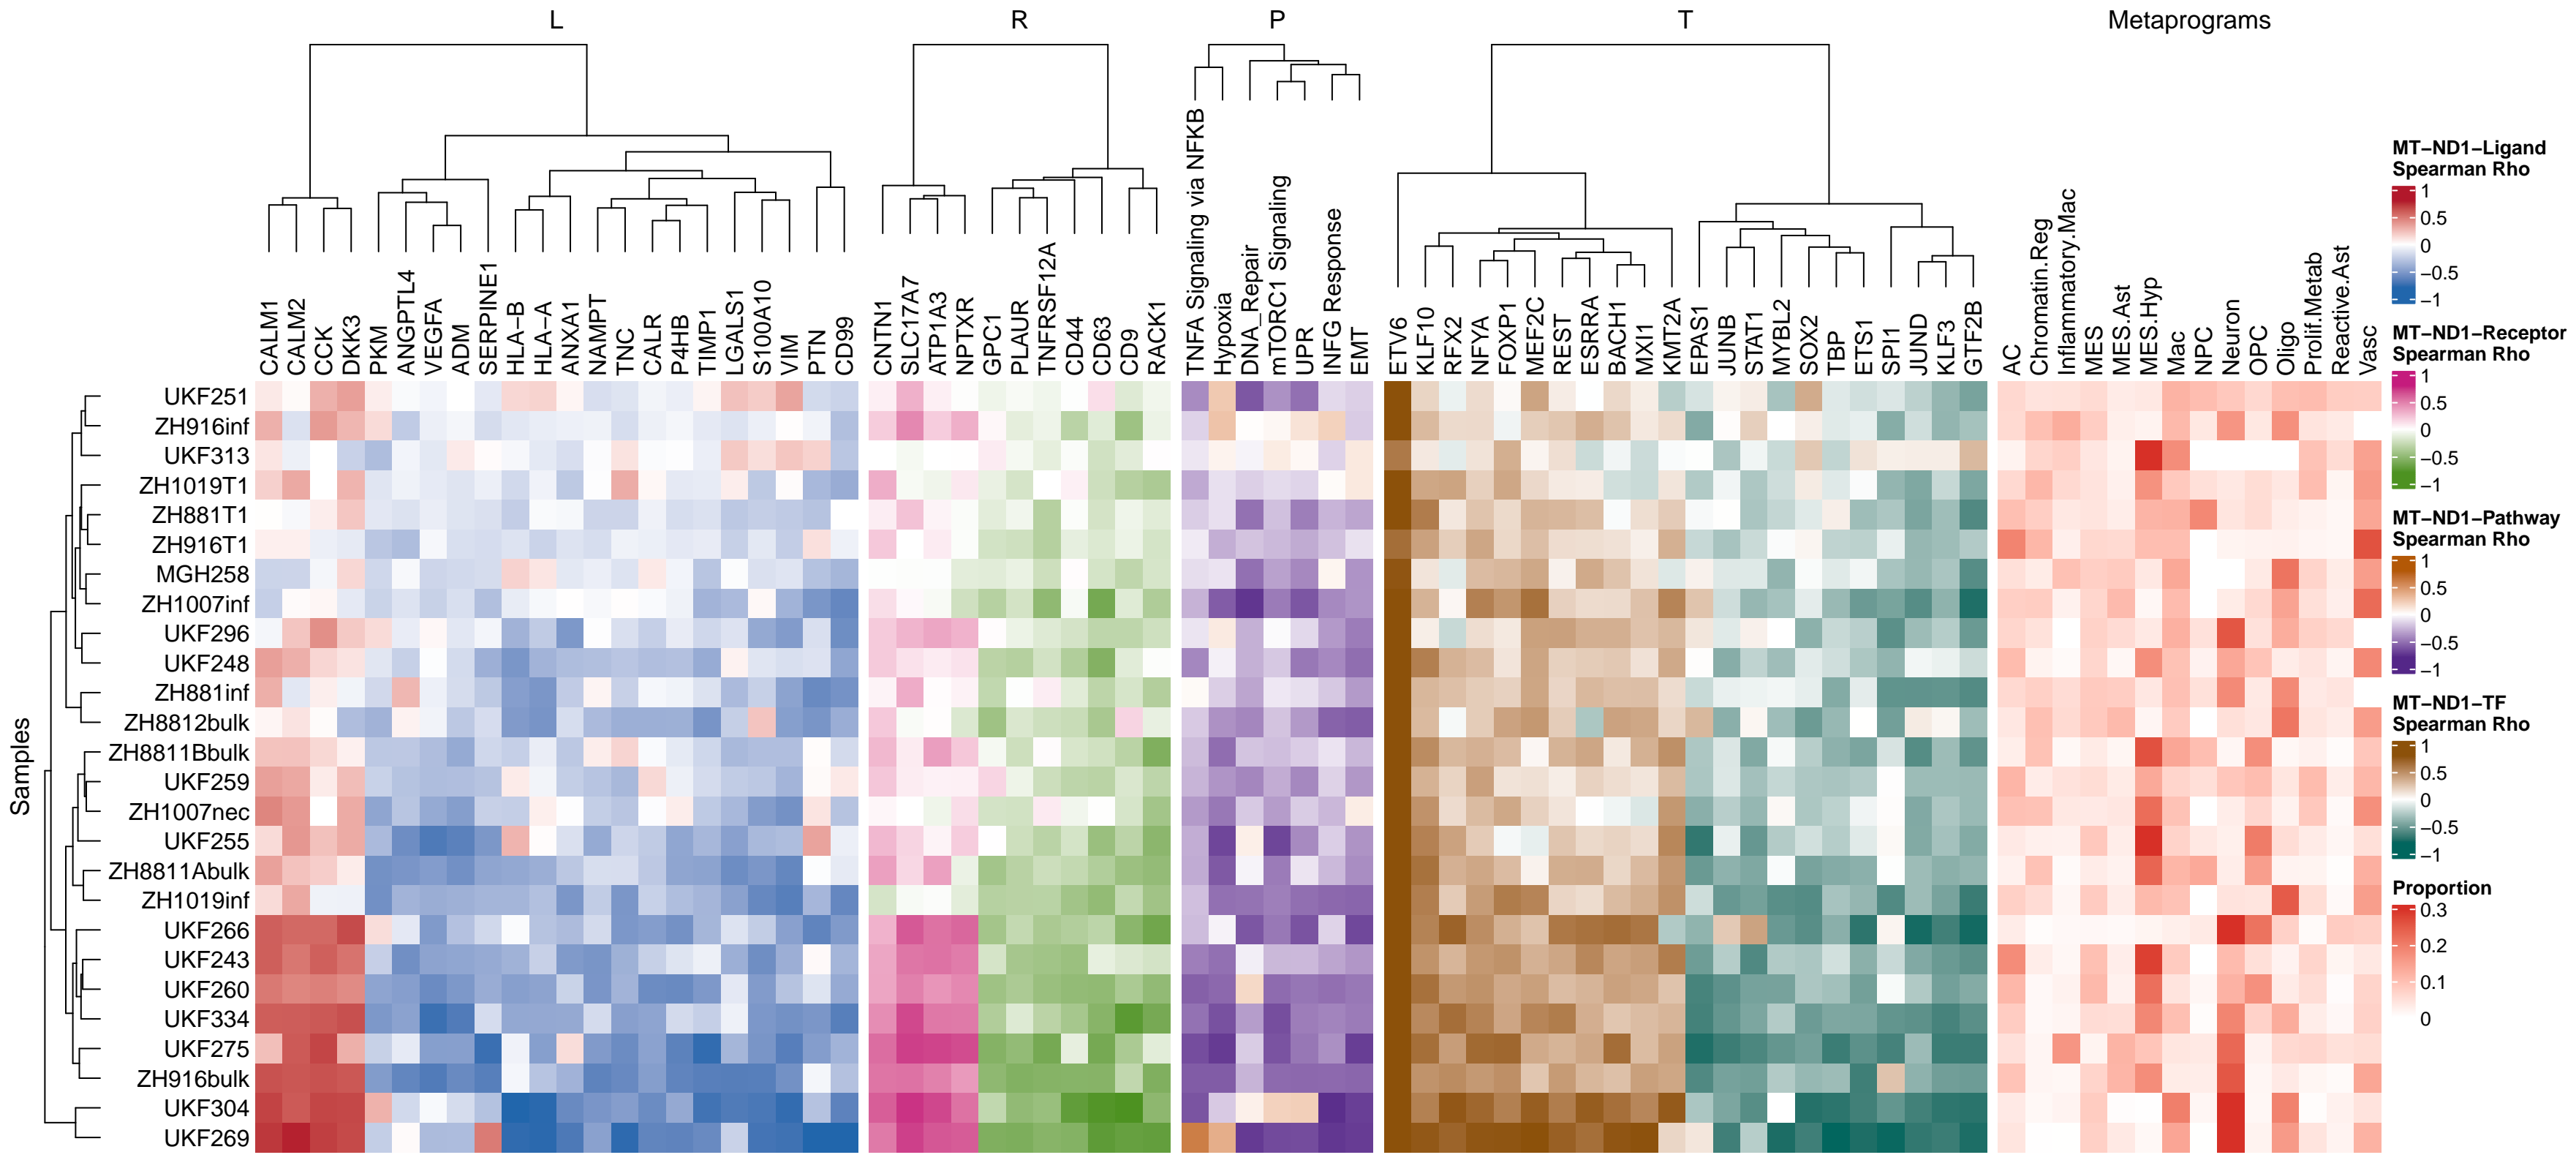 L R P T Metaprograms
CALM1 CALM2 CCK DKK3 PKM ANGPTL4 VEGFA ADM SERPINE1 HLA−B HLA−A ANXA1 NAMPT TNC CALR P4HB TIMP1 LGALS1 S100A10 VIM PTN CD99
CNTN1 SLC17A7 ATP1A3 NPTXR GPC1 PLAUR TNFRSF12A CD44 CD63 CD9 RACK1
TNFA Signaling via NFKB
Hypoxia
DNA_Repair
mTORC1 Signaling
UPR
INFG Response
EMT
ETV6 KLF10 RFX2 NFYA FOXP1 MEF2C REST ESRRA BACH1 MXI1 KMT2A EPAS1 JUNB STAT1 MYBL2 SOX2 TBP ETS1 SPI1 JUND KLF3 GTF2B
AC Chromatin.Reg Inflammatory.Mac MES MES.Ast MES.Hyp Mac NPC Neuron OPC Oligo Prolif.Metab Reactive.Ast Vasc
Samples
UKF251
ZH916inf
UKF313
ZH1019T1
ZH881T1
ZH916T1
MGH258
ZH1007inf
UKF296
UKF248
ZH881inf
ZH8812bulk
ZH8811Bbulk
UKF259
ZH1007nec
UKF255
ZH8811Abulk
ZH1019inf
UKF266
UKF243
UKF260
UKF334
UKF275
ZH916bulk
UKF304
UKF269
MT−ND1−Ligand
Spearman Rho
1
0.5
0
−0.5
−1
MT−ND1−Receptor
Spearman Rho
1
0.5
0
−0.5
−1
MT−ND1−Pathway
Spearman Rho
1
0.5
0
−0.5
−1
MT−ND1−TF
Spearman Rho
1
0.5
0
−0.5
−1
Proportion
0.3
0.2
0.1
0